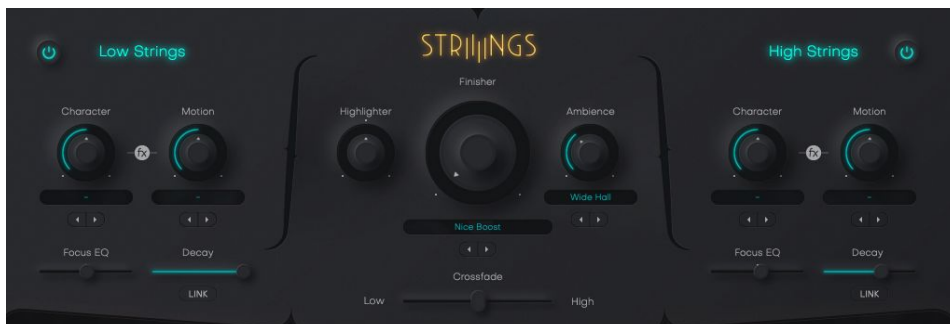 Low Strings
Character
Motion
fx
-
-
Focus EQ
Decay
LINK
STRIIIINGS
Finisher
Highlighter
Ambience
Wide Hall
Nice Boost
Crossfade
Low
High
High Strings
Character
Motion
fx
-
-
Focus EQ
Decay
LINK